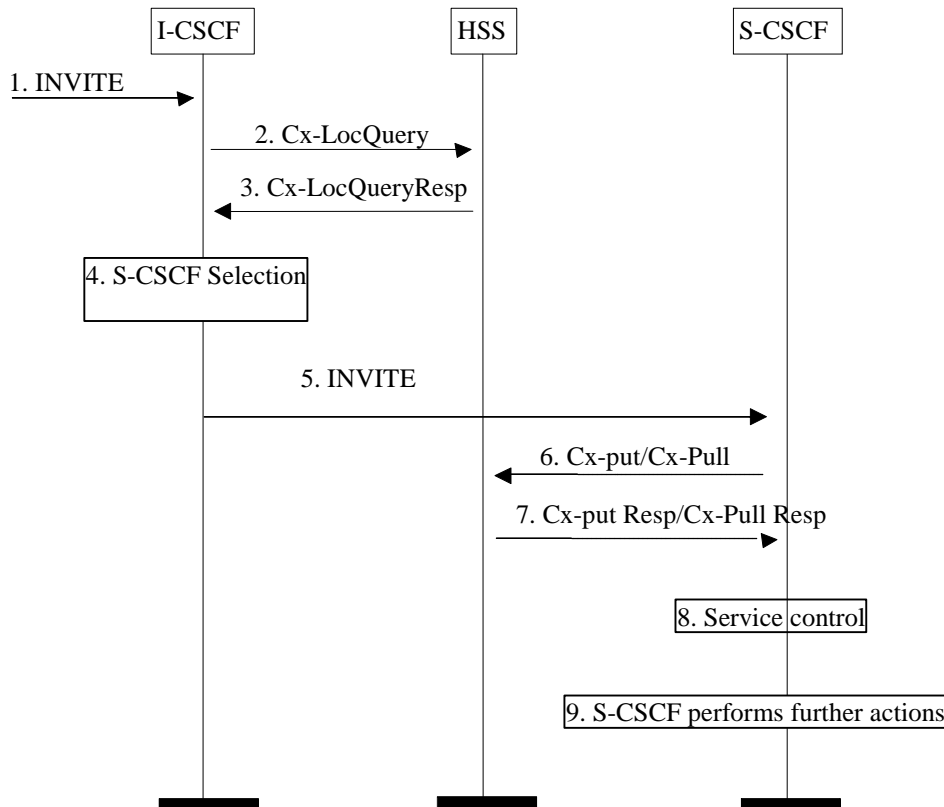 I-CSCF
HSS
S-CSCF
1. INVITE
2. Cx-LocQuery
3. Cx-LocQueryResp
4. S-CSCF Selection
5. INVITE
6. Cx-put/Cx-Pull
7. Cx-put Resp/Cx-Pull Resp
8. Service control
9. S-CSCF performs further actions